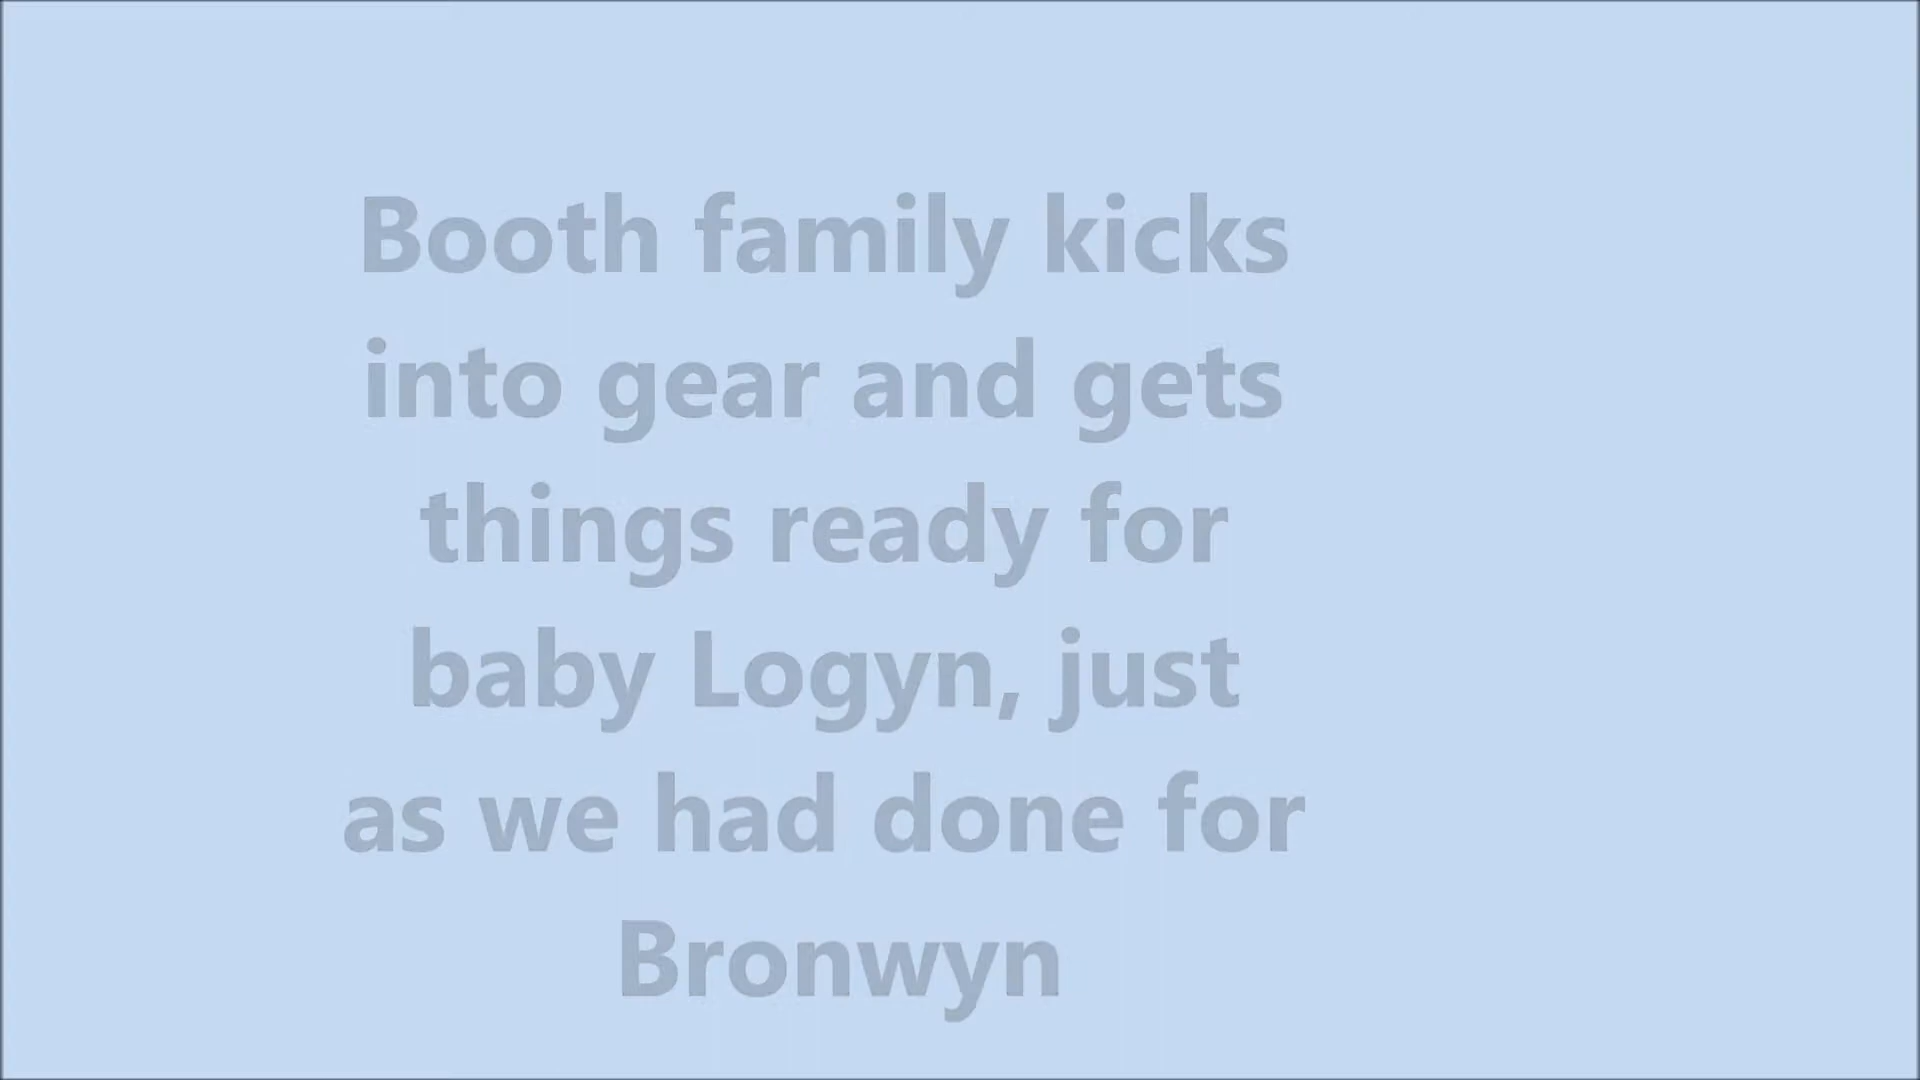 Booth family kicks
into gear and gets
things ready for
baby Logyn, just
as we had done for
Bronwyn